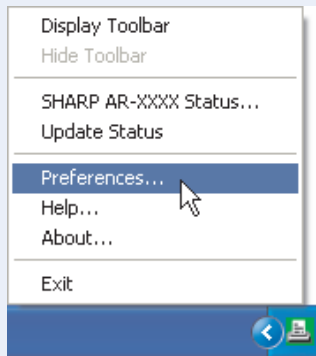 Display Toolbar
Hide Toolbar
SHARP AR-XXXX Status...
Update Status
Preferences...
Help...
About...
Exit